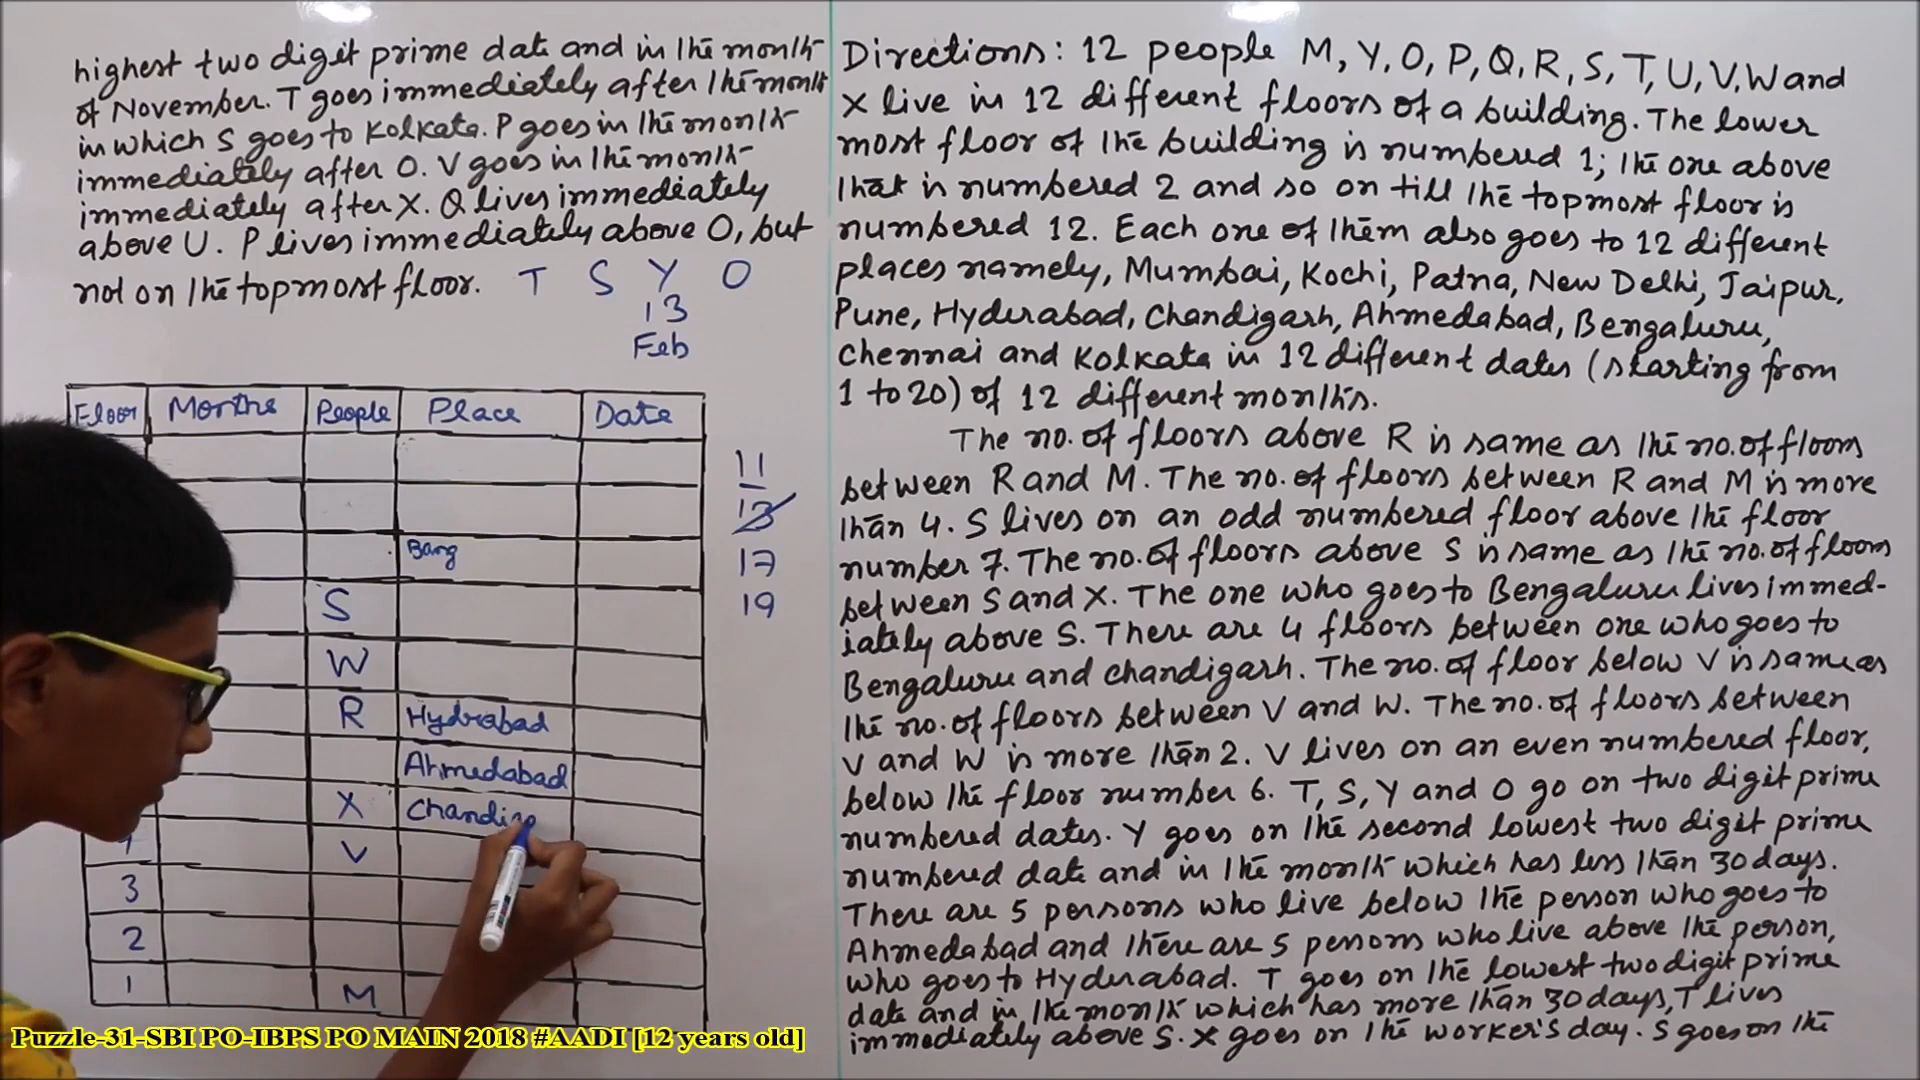 highest two digit prime date and in the month
of November. T goes immediately after the month
in which S goes to Kolkata. P goes in the month
immediately after O. V goes in the month
immediately after X. Q lives immediately
above U. P lives immediately above O, but
not on the topmost floor. T S Y O
13
Feb
Floor Months People Place Date
Bang
S
W
R Hydrabad
Ahmedabad
X Chandig
V
3
2
1 M
11
13
17
19
Directions: 12 people M, Y, O, P, Q, R, S, T, U, V, W and
X live in 12 different floors of a building. The lower
most floor of the building is numbered 1; the one above
that is numbered 2 and so on till the topmost floor is
numbered 12. Each one of them also goes to 12 different
places namely, Mumbai, Kochi, Patna, New Delhi, Jaipur,
Pune, Hyderabad, Chandigarh, Ahmedabad, Bengaluru,
Chennai and Kolkata in 12 different dates (starting from
1 to 20) of 12 different months.
The no. of floors above R is same as the no. of floors
between R and M. The no. of floors between R and M is more
than 4. S lives on an odd numbered floor above the floor
number 7. The no. of floors above S is same as the no. of floors
between S and X. The one who goes to Bengaluru lives immed-
iately above S. There are 4 floors between one who goes to
Bengaluru and chandigarh. The no. of floor below V is same as
the no. of floors between V and W. The no. of floors between
V and W is more than 2. V lives on an even numbered floor,
below the floor number 6. T, S, Y and O go on two digit prime
numbered dates. Y goes on the second lowest two digit prime
numbered date and in the month which has less than 30 days.
There are 5 persons who live below the person who goes to
Ahmedabad and there are 5 persons who live above the person,
who goes to Hyderabad. T goes on the lowest two digit prime
date and in the month which has more than 30 days, T lives
immediately above S. X goes on the worker's day. S goes on the
Puzzle-31-SBI PO-IBPS PO MAIN 2018 #AADI [12 years old]